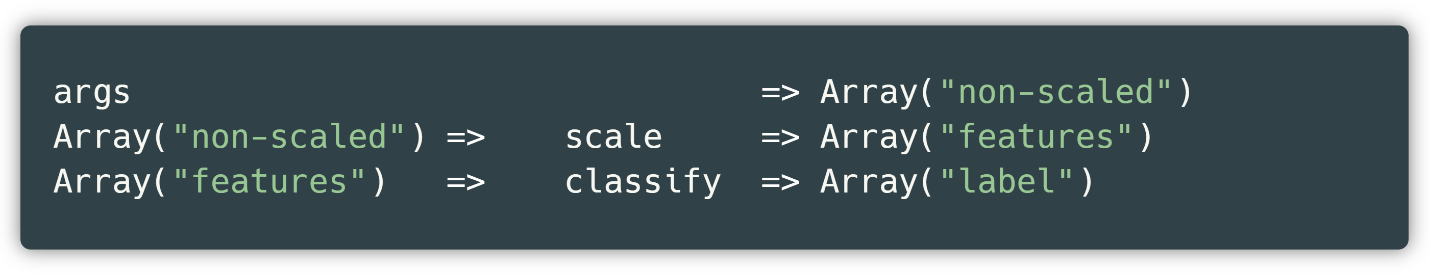 args                                => Array("non-scaled")
Array("non-scaled") =>    scale     => Array("features")
Array("features")   =>    classify  => Array("label")